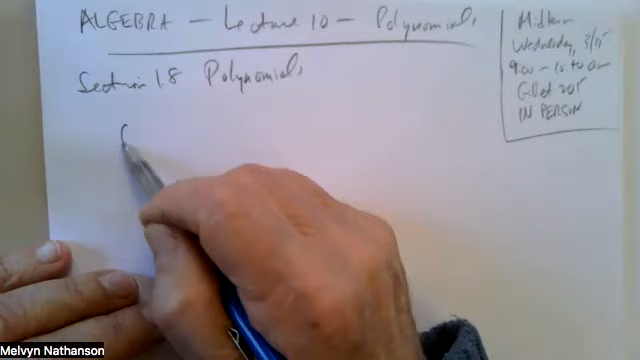 ALGEBRA — Lecture 10 — Polynomials
Section 1.8 Polynomials
Midterm
Wednesday, 3/15
9:00 - 10:40 am
Gillet 205
IN PERSON
(
Melvyn Nathanson